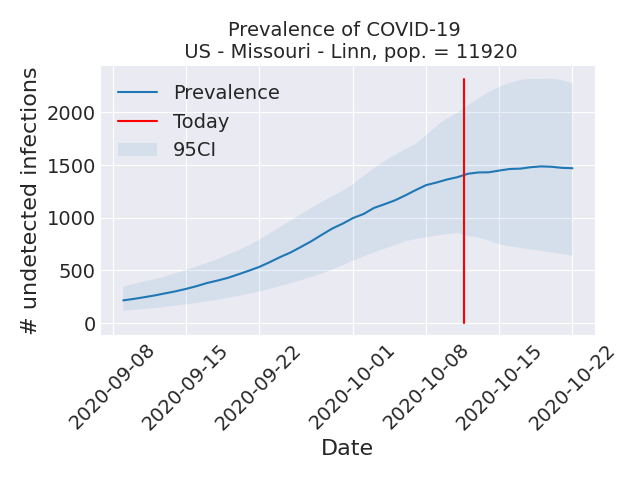 Prevalence of COVID-19
US - Missouri - Linn, pop. = 11920
# undetected infections
2000
1500
1000
500
0
Prevalence
Today
95CI
2020-09-08
2020-09-15
2020-09-22
2020-10-01
2020-10-08
2020-10-15
2020-10-22
Date